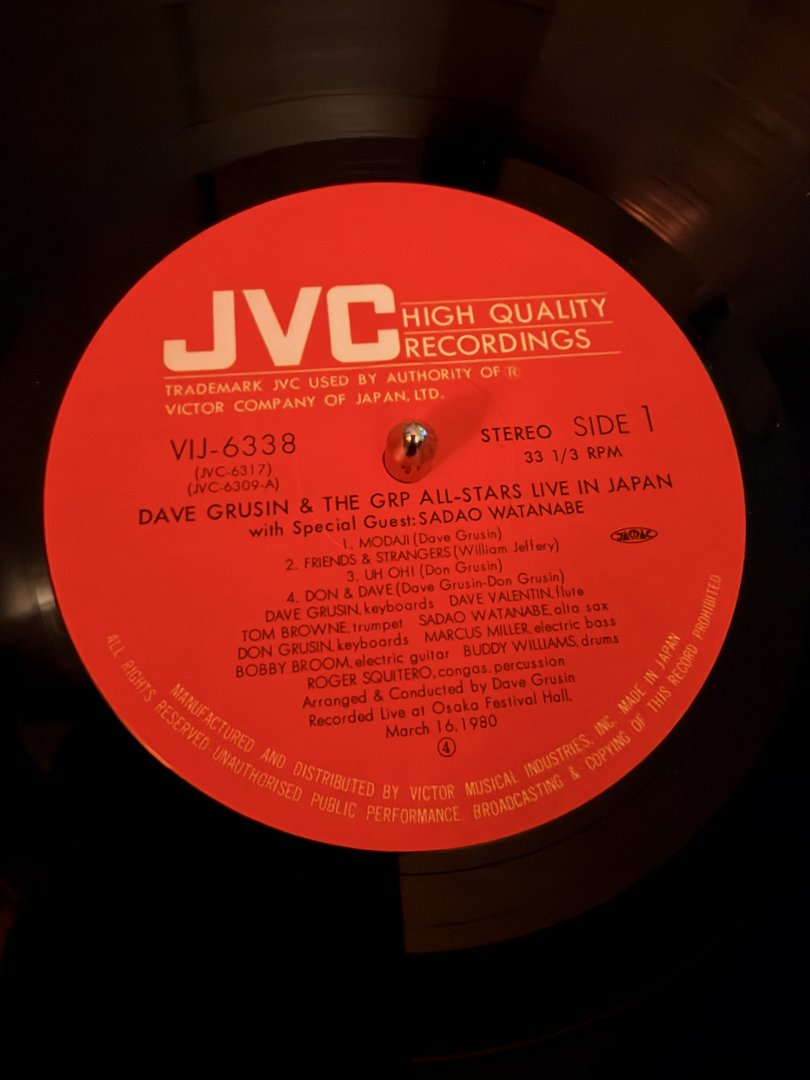 JVC HIGH QUALITY
RECORDINGS
TRADEMARK JVC USED BY AUTHORITY OF R
VICTOR COMPANY OF JAPAN, LTD.
VIJ-6338
(JVC-6317)
(JVC-6309-A)
STEREO SIDE 1
33 1/3 RPM
DAVE GRUSIN & THE GRP ALL-STARS LIVE IN JAPAN
with Special Guest: SADAO WATANABE
JASRAC
1. MODAJI (Dave Grusin)
2. FRIENDS & STRANGERS (William Jeffery)
3. UH OH! (Don Grusin)
4. DON & DAVE (Dave Grusin-Don Grusin)
DAVE GRUSIN, keyboards DAVE VALENTIN, flute
TOM BROWNE, trumpet SADAO WATANABE, alto sax
DON GRUSIN, keyboards MARCUS MILLER, electric bass
BOBBY BROOM, electric guitar BUDDY WILLIAMS, drums
ROGER SQUITERO, congas, percussian
Arranged & Conducted by Dave Grusin
Recorded Live at Osaka Festival Hall,
March 16, 1980
④
MANUFACTURED AND DISTRIBUTED BY VICTOR MUSICAL INDUSTRIES, INC. MADE IN JAPAN
ALL RIGHTS RESERVED·UNAUTHORISED PUBLIC PERFORMANCE. BROADCASTING & COPYING OF THIS RECORD PROHIBITED